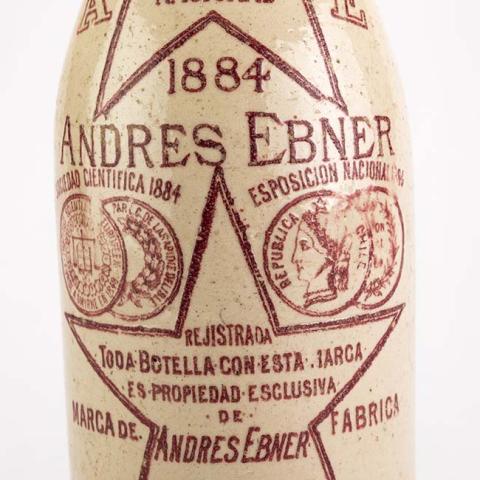 A E
1884
ANDRES EBNER
CIENTIFICA 1884
ESPOSICION NACIONAL
REPUBLICA
CHILE
REJISTRADA
TODA BOTELLA CON ESTA MARCA
ES PROPIEDAD ESCLUSIVA
DE
MARCA DE ANDRES EBNER FABRICA